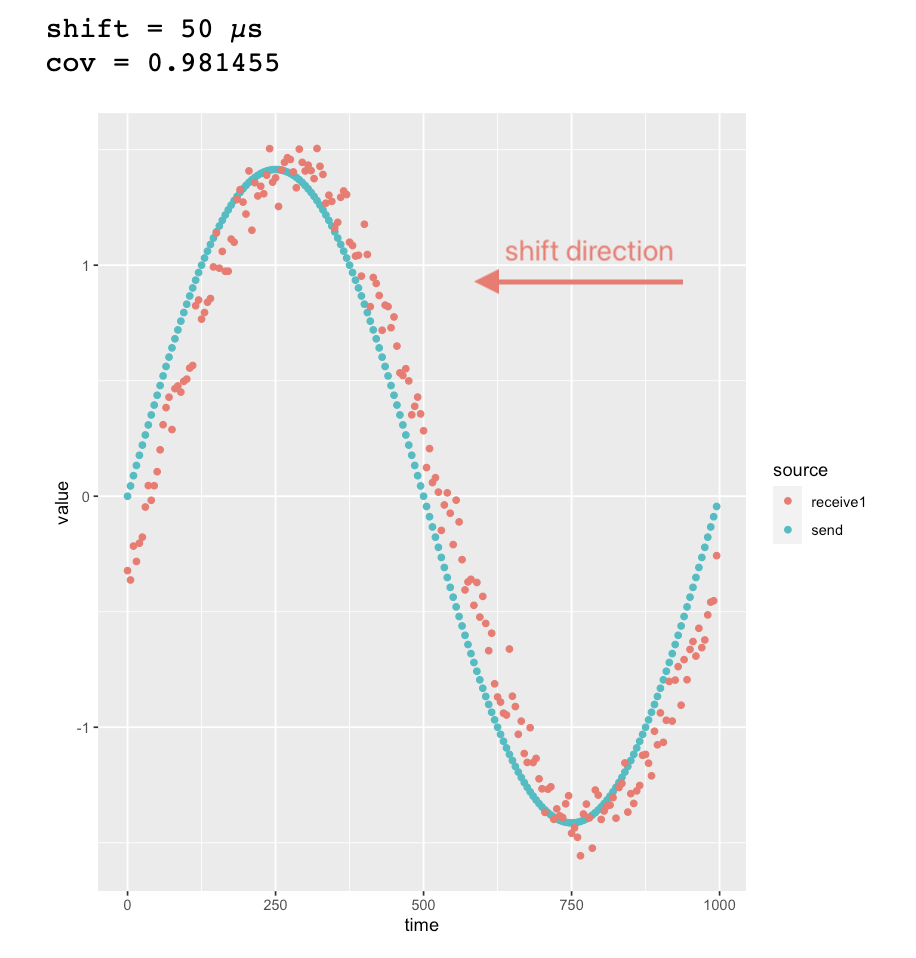 shift = 50 µs
cov = 0.981455
shift direction
1
0
-1
value
0 250 500 750 1000
time
source
receive1
send